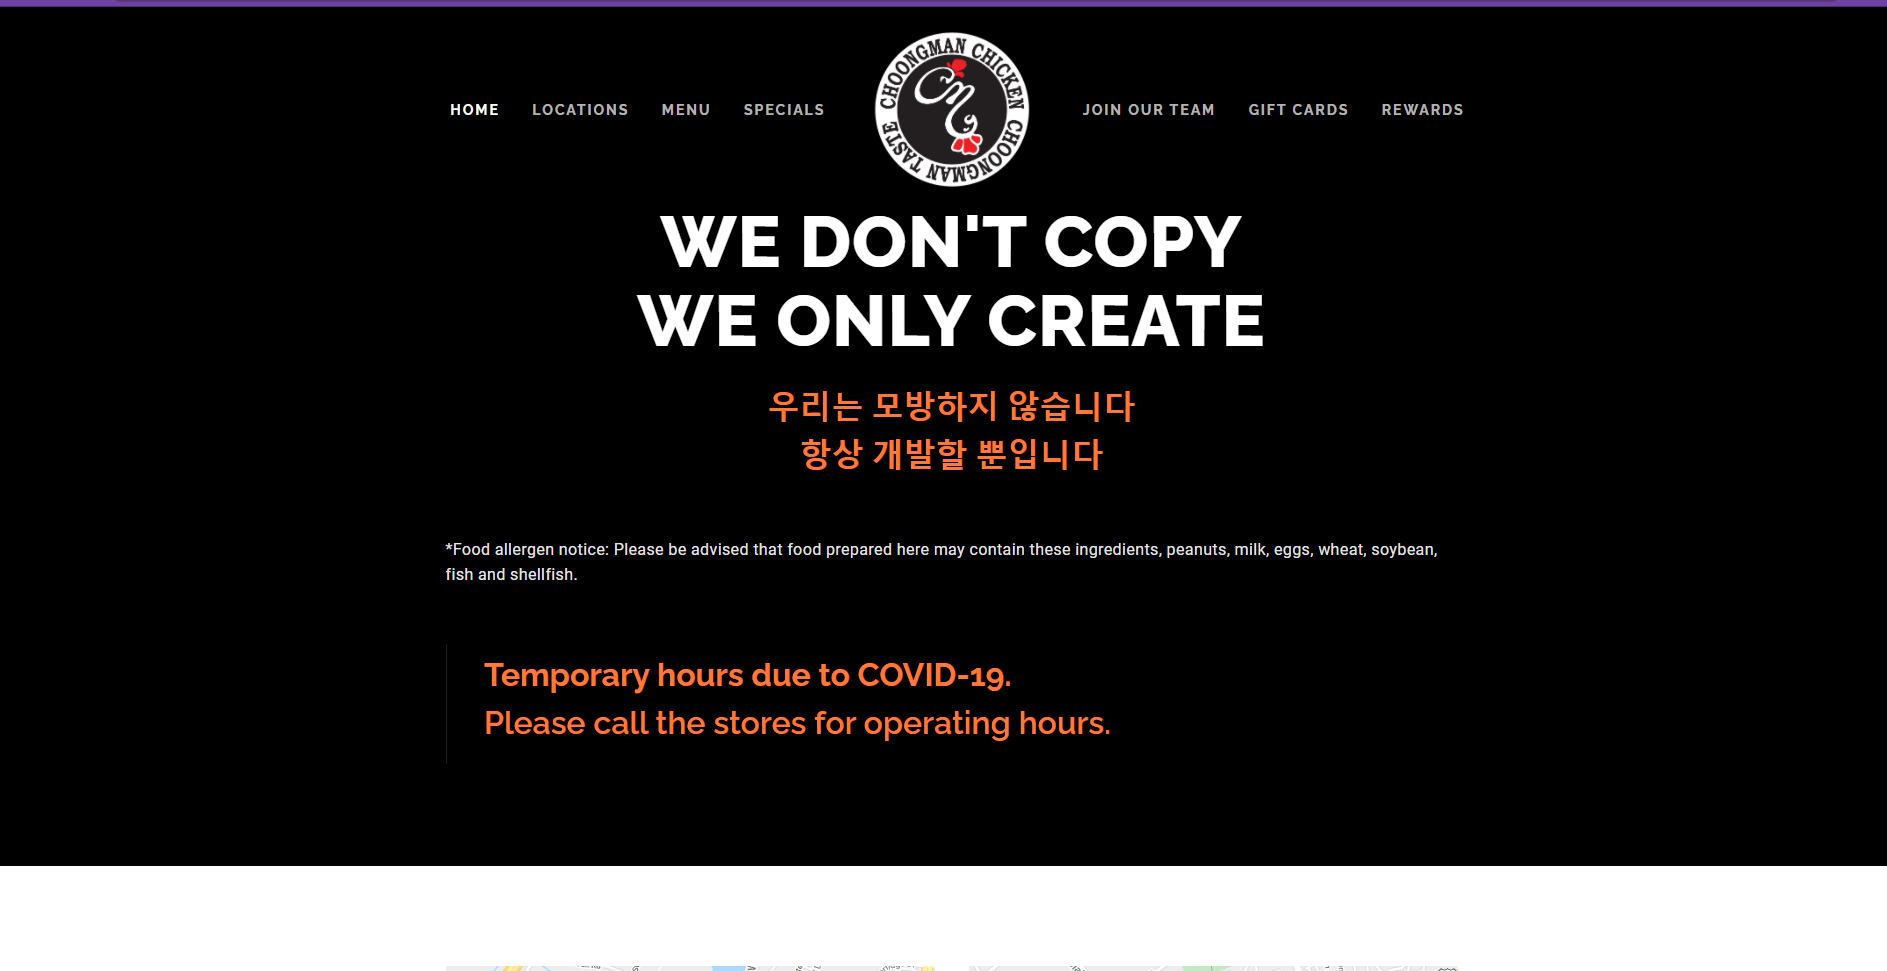 HOME LOCATIONS MENU SPECIALS
CHOONGMAN CHICKEN
CHOONGMAN TASTE
JOIN OUR TEAM GIFT CARDS REWARDS
WE DON'T COPY
WE ONLY CREATE
우리는 모방하지 않습니다
항상 개발할 뿐입니다
*Food allergen notice: Please be advised that food prepared here may contain these ingredients, peanuts, milk, eggs, wheat, soybean,
fish and shellfish.
Temporary hours due to COVID-19.
Please call the stores for operating hours.